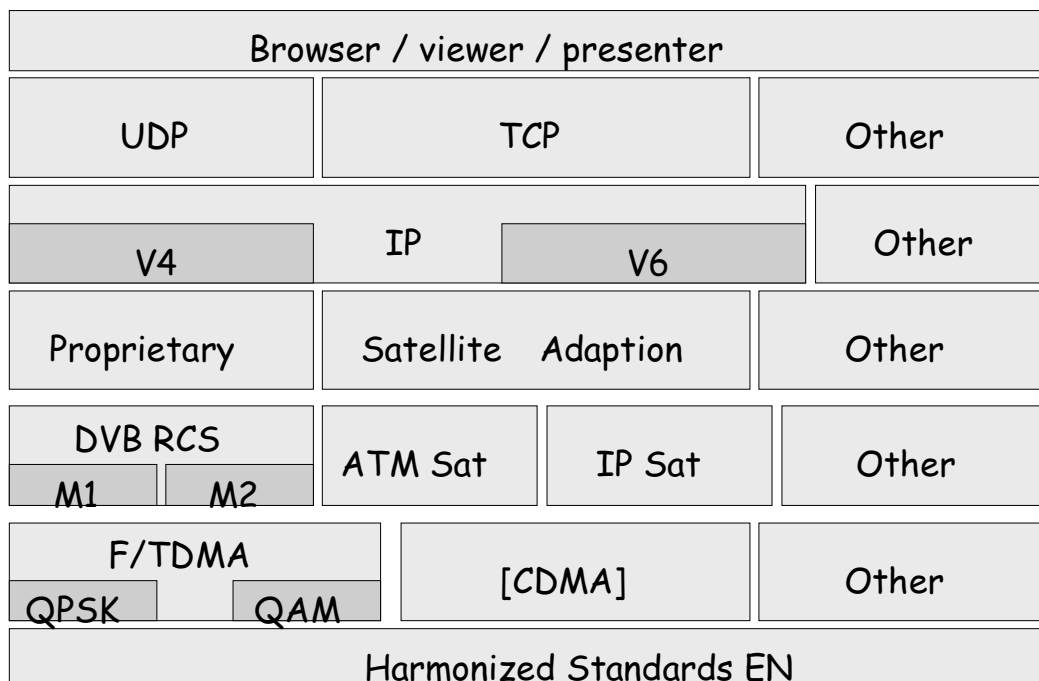 Browser / viewer / presenter
UDP TCP Other
IP Other
V4 V6
Proprietary Satellite Adaption Other
DVB RCS ATM Sat IP Sat Other
M1 M2
F/TDMA [CDMA] Other
QPSK QAM
Harmonized Standards EN